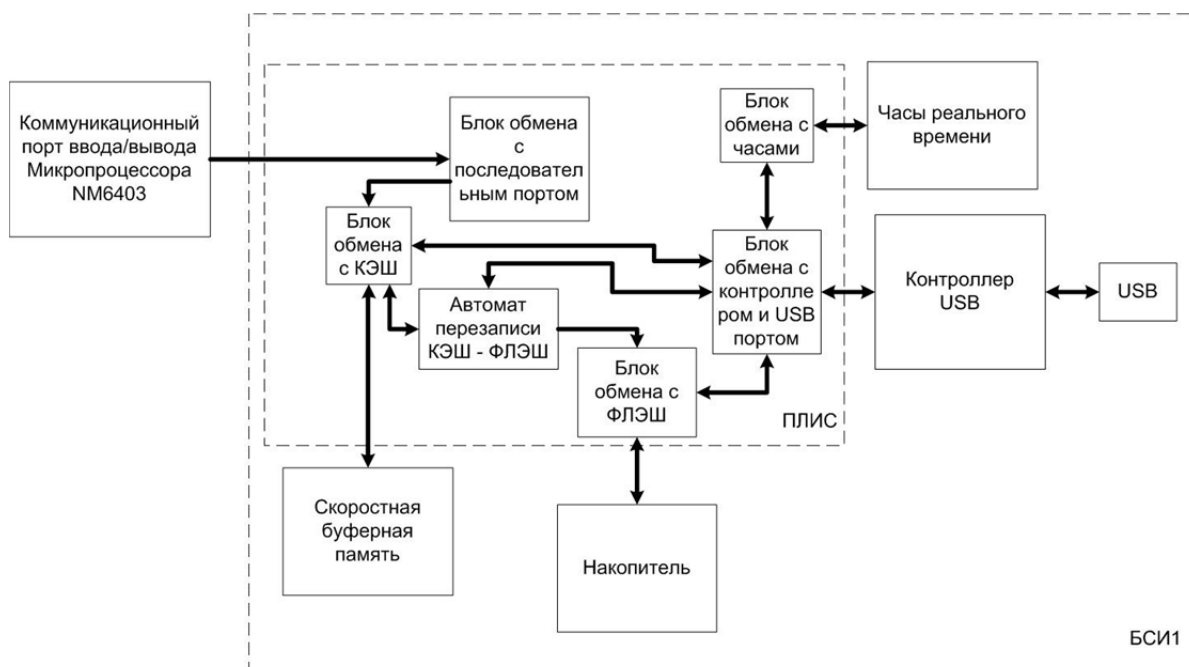 Коммуникационный
порт ввода/вывода
Микропроцессора
NM6403
Блок обмена
с
последовател
ьным портом
Блок
обмена с
часами
Часы реального
времени
Блок
обмена
с КЭШ
Автомат
перезаписи
КЭШ - ФЛЭШ
Блок
обмена с
контролле
ром и USB
портом
Контроллер
USB
USB
Блок
обмена с
ФЛЭШ
ПЛИС
Скоростная
буферная
память
Накопитель
БСИ1